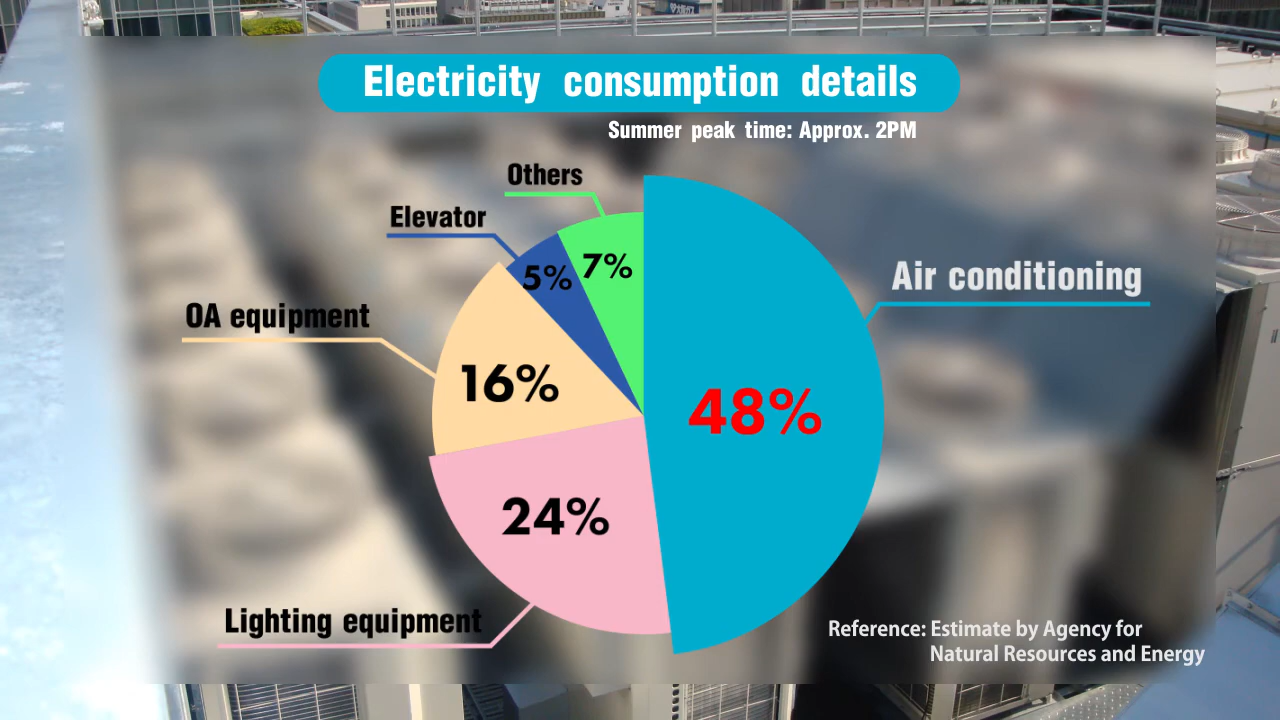 Electricity consumption details
Summer peak time: Approx. 2PM
Others
Elevator
7%
5%
Air conditioning
OA equipment
16%
48%
24%
Lighting equipment
Reference: Estimate by Agency for
Natural Resources and Energy